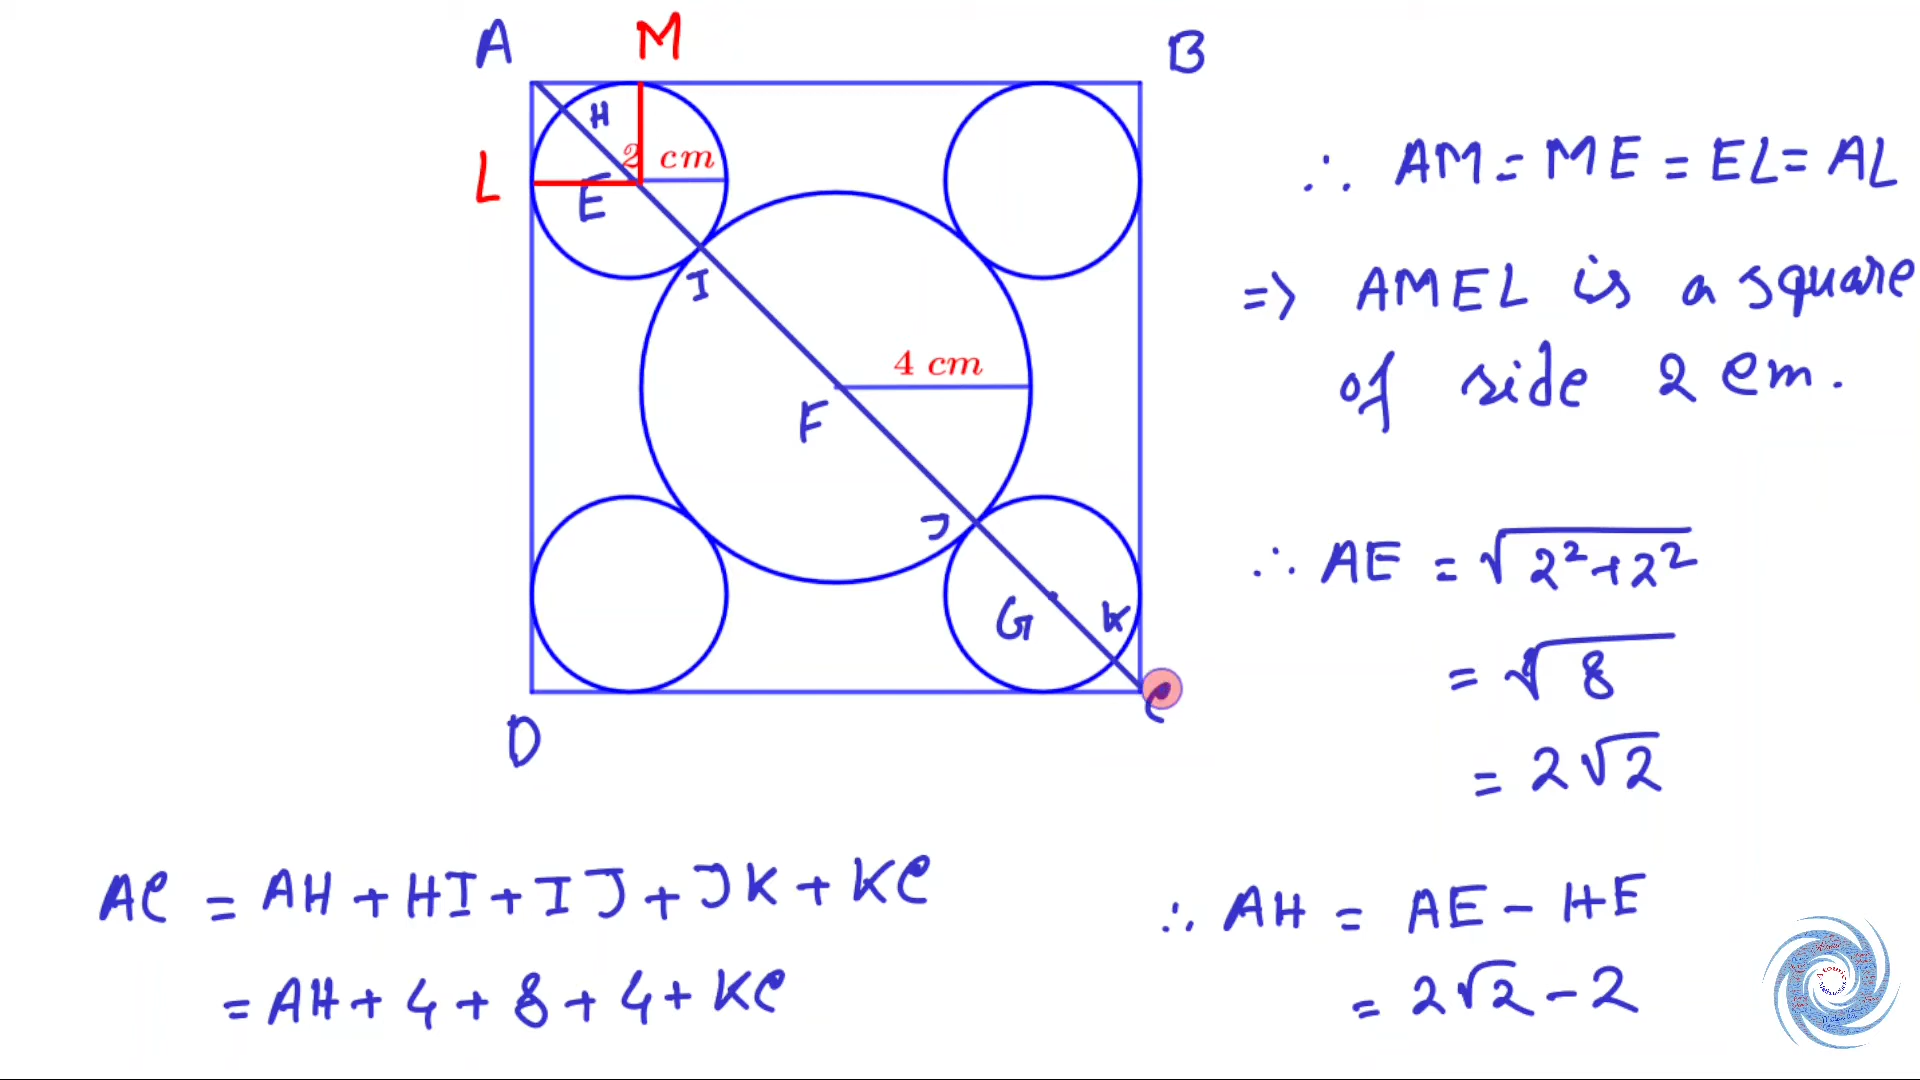 A
M
B
H
2 cm
L
E
I
4 cm
F
J
G
K
C
D
∴ AM = ME = EL = AL
=> AMEL is a square
of side 2 cm.
∴ AE = √2²+2²
= √8
= 2√2
AC = AH + HI + IJ + JK + KC
= AH + 4 + 8 + 4 + KC
∴ AH = AE - HE
= 2√2 - 2